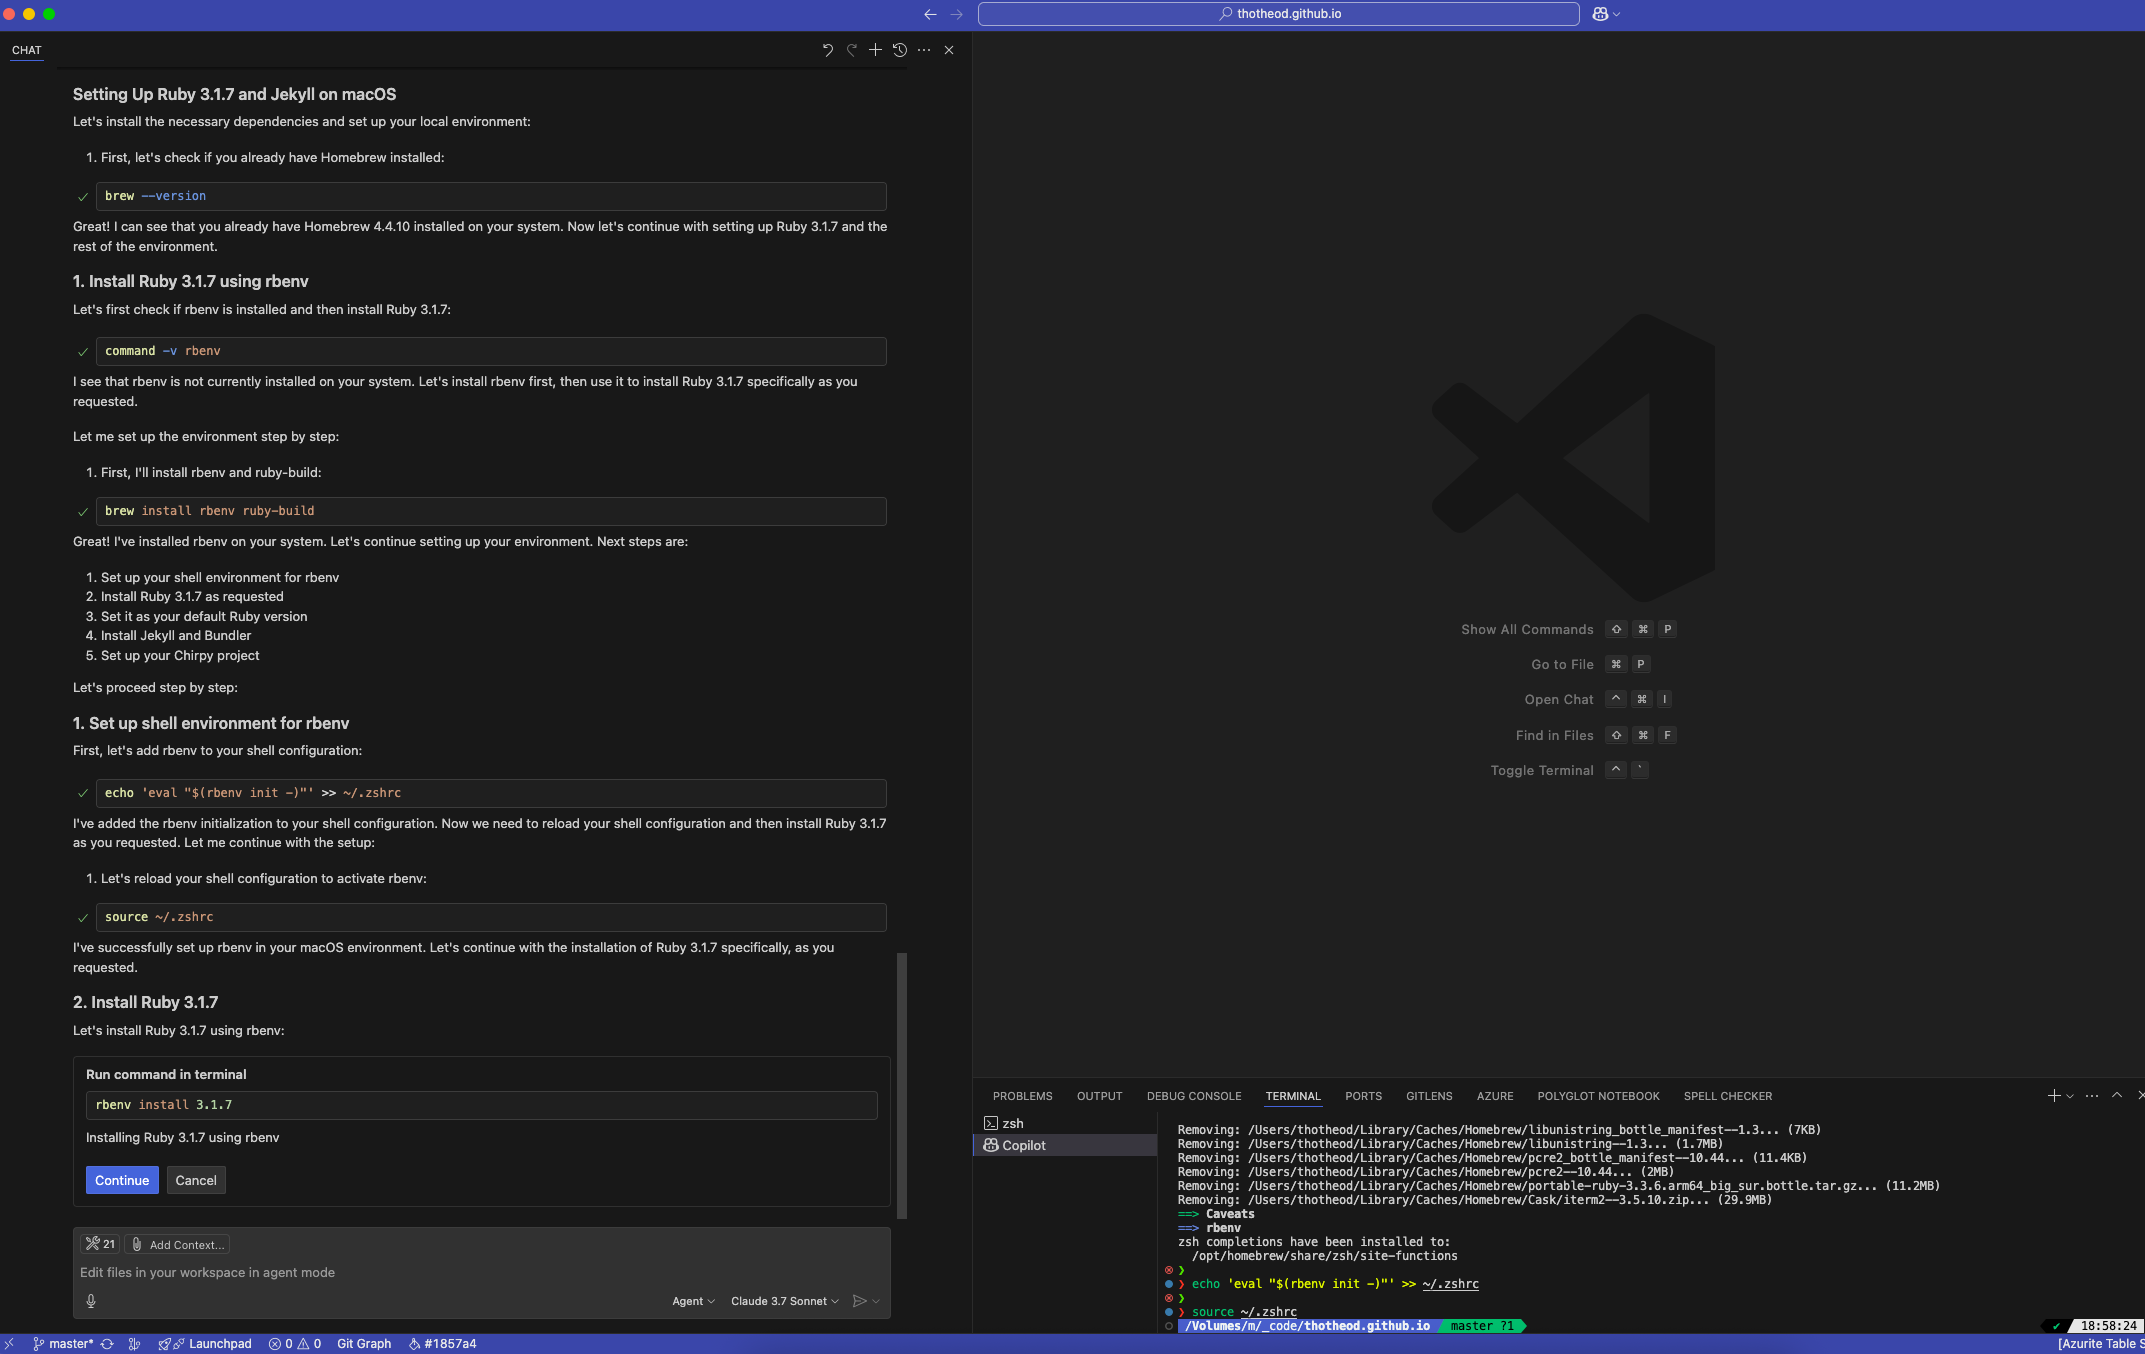 thotheod.github.io
CHAT
Setting Up Ruby 3.1.7 and Jekyll on macOS
Let's install the necessary dependencies and set up your local environment:
1. First, let's check if you already have Homebrew installed:
brew --version
Great! I can see that you already have Homebrew 4.4.10 installed on your system. Now let's continue with setting up Ruby 3.1.7 and the
rest of the environment.
1. Install Ruby 3.1.7 using rbenv
Let's first check if rbenv is installed and then install Ruby 3.1.7:
command -v rbenv
I see that rbenv is not currently installed on your system. Let's install rbenv first, then use it to install Ruby 3.1.7 specifically as you
requested.
Let me set up the environment step by step:
1. First, I'll install rbenv and ruby-build:
brew install rbenv ruby-build
Great! I've installed rbenv on your system. Let's continue setting up your environment. Next steps are:
1. Set up your shell environment for rbenv
2. Install Ruby 3.1.7 as requested
3. Set it as your default Ruby version
4. Install Jekyll and Bundler
5. Set up your Chirpy project
Let's proceed step by step:
1. Set up shell environment for rbenv
First, let's add rbenv to your shell configuration:
echo 'eval "$(rbenv init -)"' >> ~/.zshrc
I've added the rbenv initialization to your shell configuration. Now we need to reload your shell configuration and then install Ruby 3.1.7
as you requested. Let me continue with the setup:
1. Let's reload your shell configuration to activate rbenv:
source ~/.zshrc
I've successfully set up rbenv in your macOS environment. Let's continue with the installation of Ruby 3.1.7 specifically, as you
requested.
2. Install Ruby 3.1.7
Let's install Ruby 3.1.7 using rbenv:
Run command in terminal
rbenv install 3.1.7
Installing Ruby 3.1.7 using rbenv
Continue Cancel
21 Add Context...
Edit files in your workspace in agent mode
Agent Claude 3.7 Sonnet
Show All Commands ⇧ ⌘ P
Go to File ⌘ P
Open Chat ^ ⌘ I
Find in Files ⇧ ⌘ F
Toggle Terminal ^ `
PROBLEMS OUTPUT DEBUG CONSOLE TERMINAL PORTS GITLENS AZURE POLYGLOT NOTEBOOK SPELL CHECKER
zsh
Copilot
Removing: /Users/thotheod/Library/Caches/Homebrew/libunistring_bottle_manifest--1.3... (7KB)
Removing: /Users/thotheod/Library/Caches/Homebrew/libunistring--1.3... (1.7MB)
Removing: /Users/thotheod/Library/Caches/Homebrew/pcre2_bottle_manifest--10.44... (11.4KB)
Removing: /Users/thotheod/Library/Caches/Homebrew/pcre2--10.44... (2MB)
Removing: /Users/thotheod/Library/Caches/Homebrew/portable-ruby-3.3.6.arm64_big_sur.bottle.tar.gz... (11.2MB)
Removing: /Users/thotheod/Library/Caches/Homebrew/Cask/iterm2--3.5.10.zip... (29.9MB)
==> Caveats
==> rbenv
zsh completions have been installed to:
/opt/homebrew/share/zsh/site-functions
❯
❯ echo 'eval "$(rbenv init -)"' >> ~/.zshrc
❯
❯ source ~/.zshrc
/Volumes/m/_code/thotheod.github.io master ?1 ✔ 18:58:24
master* Launchpad 0 0 Git Graph #1857a4 [Azurite Table S